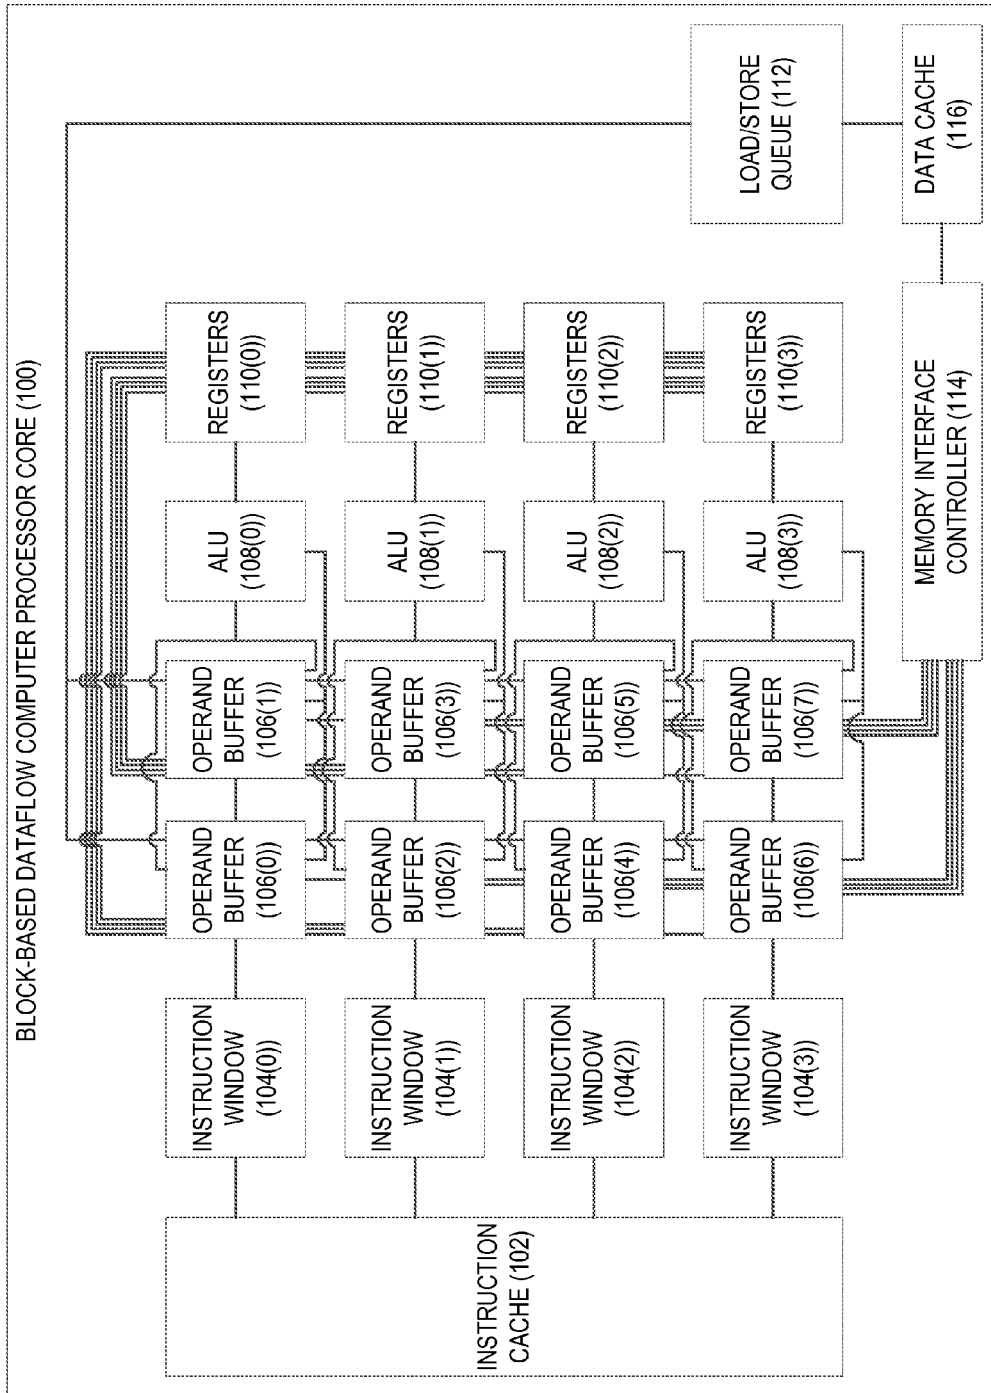 BLOCK-BASED DATAFLOW COMPUTER PROCESSOR CORE (100)
INSTRUCTION
CACHE (102)
INSTRUCTION
WINDOW
(104(0))
OPERAND
BUFFER
(106(0))
OPERAND
BUFFER
(106(1))
ALU
(108(0))
REGISTERS
(110(0))
INSTRUCTION
WINDOW
(104(1))
OPERAND
BUFFER
(106(2))
OPERAND
BUFFER
(106(3))
ALU
(108(1))
REGISTERS
(110(1))
INSTRUCTION
WINDOW
(104(2))
OPERAND
BUFFER
(106(4))
OPERAND
BUFFER
(106(5))
ALU
(108(2))
REGISTERS
(110(2))
INSTRUCTION
WINDOW
(104(3))
OPERAND
BUFFER
(106(6))
OPERAND
BUFFER
(106(7))
ALU
(108(3))
REGISTERS
(110(3))
LOAD/STORE
QUEUE (112)
MEMORY INTERFACE
CONTROLLER (114)
DATA CACHE
(116)